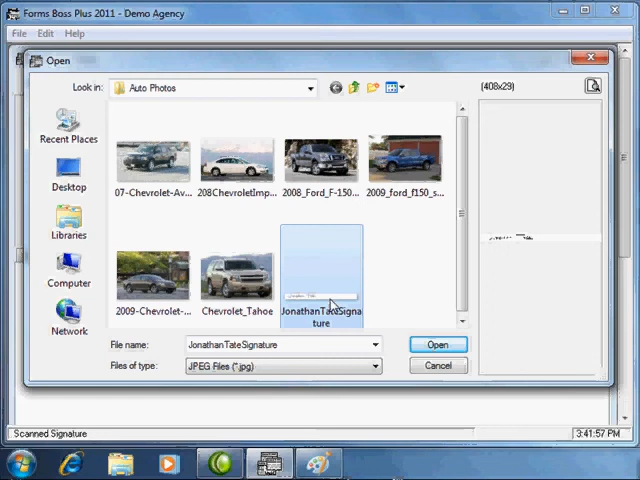 Forms Boss Plus 2011 - Demo Agency
File Edit Help
Open
Look in: Auto Photos
(408x29)
Recent Places
Desktop
Libraries
Computer
Network
07-Chevrolet-Av... 208ChevroletImp... 2008_Ford_F-150... 2009_ford_f150_s...
2009-Chevrolet-... Chevrolet_Tahoe JonathanTateSigna
ture
File name: JonathanTateSignature Open
Files of type: JPEG Files (*.jpg) Cancel
Scanned Signature 3:41:57 PM